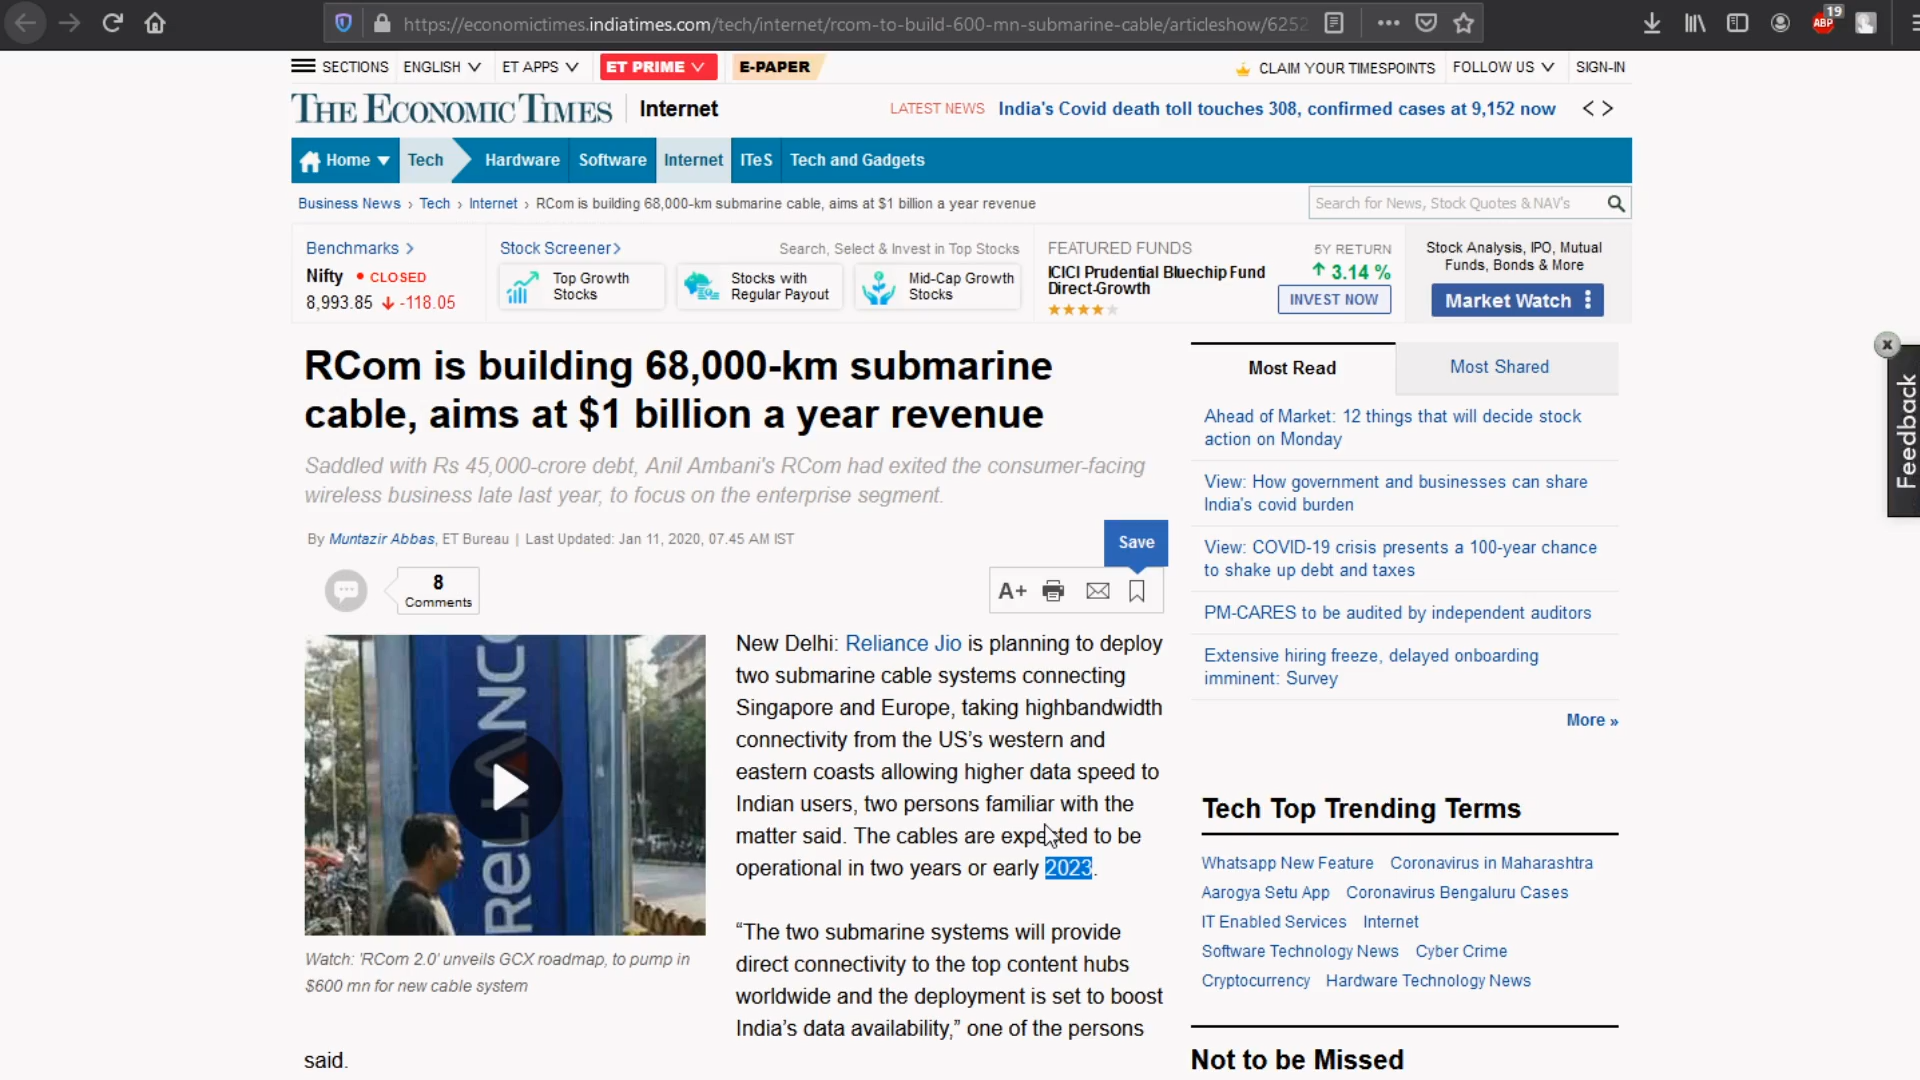 https://economictimes.indiatimes.com/tech/internet/rcom-to-build-600-mn-submarine-cable/articleshow/6252
ABP
19
SECTIONS ENGLISH ET APPS ET PRIME E-PAPER
CLAIM YOUR TIMESPOINTS FOLLOW US SIGN-IN
THE ECONOMIC TIMES Internet
LATEST NEWS India's Covid death toll touches 308, confirmed cases at 9,152 now
Home Tech Hardware Software Internet ITeS Tech and Gadgets
Business News › Tech › Internet › RCom is building 68,000-km submarine cable, aims at $1 billion a year revenue
Search for News, Stock Quotes & NAV's
Benchmarks >
Nifty • CLOSED
8,993.85 -118.05
Stock Screener>
Search, Select & Invest in Top Stocks
Top Growth
Stocks
Stocks with
Regular Payout
Mid-Cap Growth
Stocks
FEATURED FUNDS 5Y RETURN
ICICI Prudential Bluechip Fund
Direct-Growth
3.14 %
INVEST NOW
Stock Analysis, IPO, Mutual
Funds, Bonds & More
Market Watch
RCom is building 68,000-km submarine
cable, aims at $1 billion a year revenue
Saddled with Rs 45,000-crore debt, Anil Ambani's RCom had exited the consumer-facing
wireless business late last year, to focus on the enterprise segment.
By Muntazir Abbas, ET Bureau | Last Updated: Jan 11, 2020, 07.45 AM IST
Save
8
Comments
A+
RELIANC
Watch: 'RCom 2.0' unveils GCX roadmap, to pump in
$600 mn for new cable system
New Delhi: Reliance Jio is planning to deploy
two submarine cable systems connecting
Singapore and Europe, taking highbandwidth
connectivity from the US's western and
eastern coasts allowing higher data speed to
Indian users, two persons familiar with the
matter said. The cables are expected to be
operational in two years or early 2023.
“The two submarine systems will provide
direct connectivity to the top content hubs
worldwide and the deployment is set to boost
India’s data availability,” one of the persons
said.
Most Read Most Shared
Ahead of Market: 12 things that will decide stock
action on Monday
View: How government and businesses can share
India's covid burden
View: COVID-19 crisis presents a 100-year chance
to shake up debt and taxes
PM-CARES to be audited by independent auditors
Extensive hiring freeze, delayed onboarding
imminent: Survey
More »
Tech Top Trending Terms
Whatsapp New Feature Coronavirus in Maharashtra
Aarogya Setu App Coronavirus Bengaluru Cases
IT Enabled Services Internet
Software Technology News Cyber Crime
Cryptocurrency Hardware Technology News
Not to be Missed
Feedback